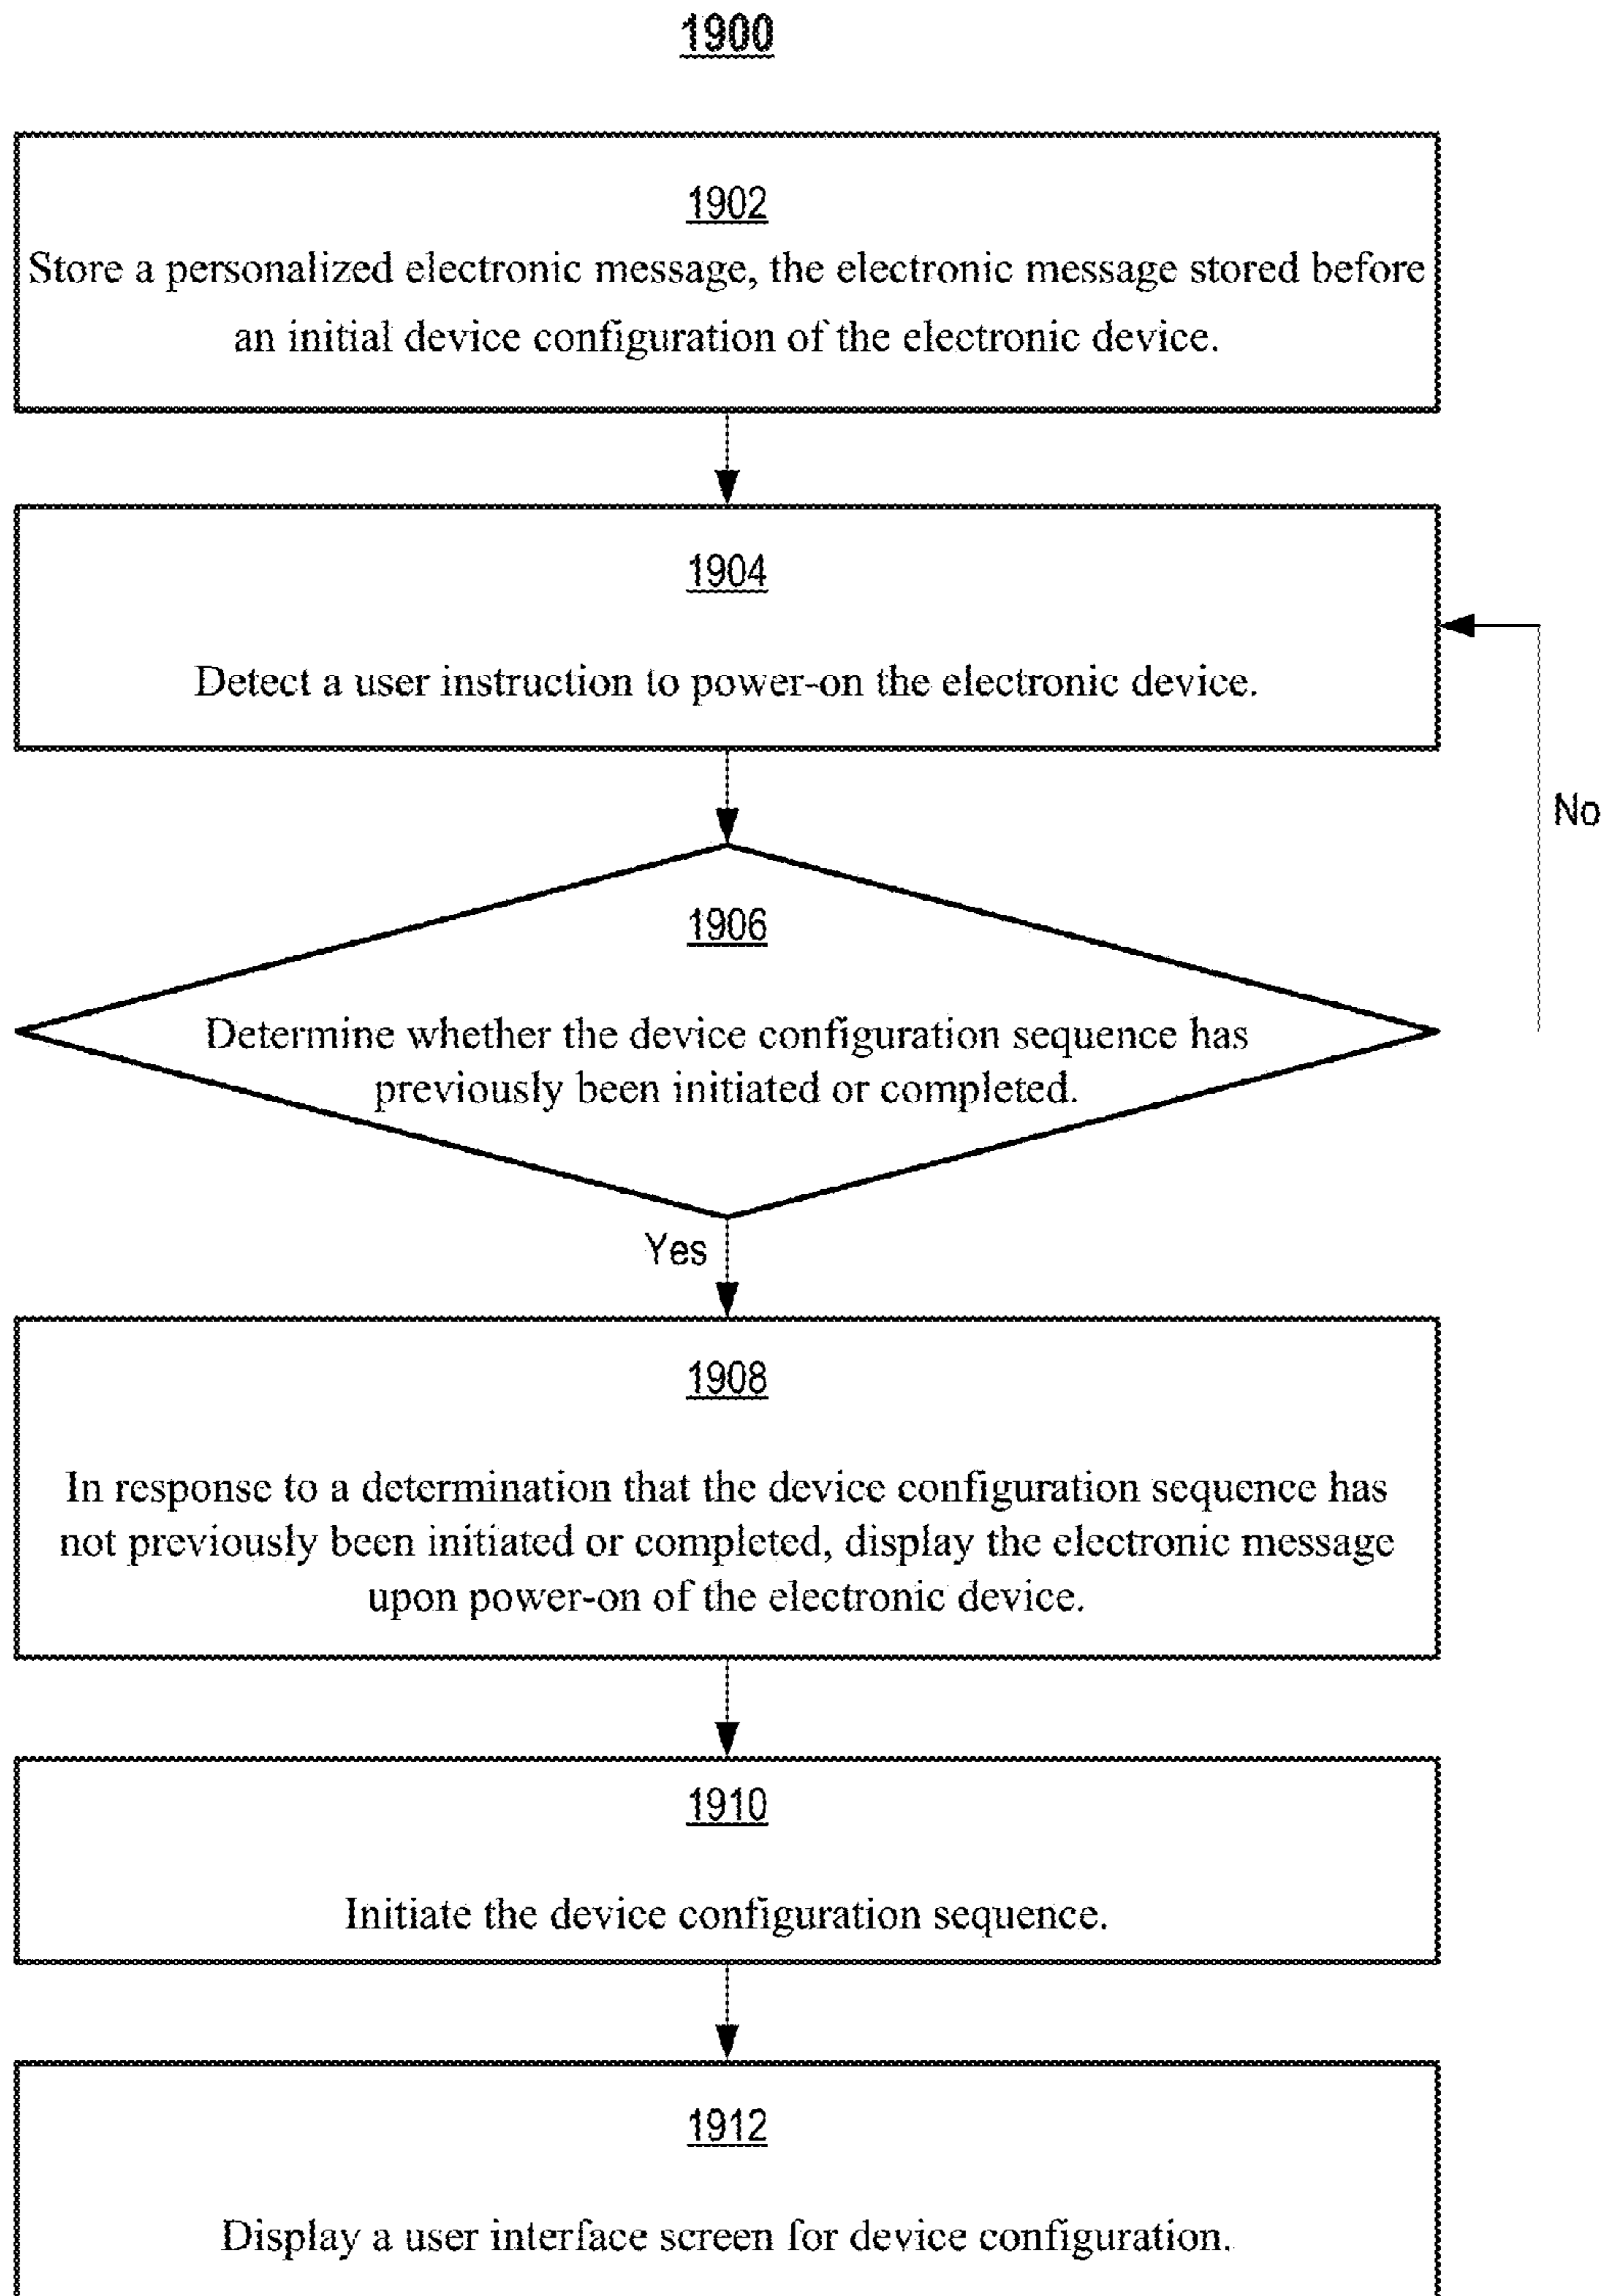 1900
1902
Store a personalized electronic message, the electronic message stored before
an initial device configuration of the electronic device.
1904
Detect a user instruction to power-on the electronic device.
No
1906
Determine whether the device configuration sequence has
previously been initiated or completed.
Yes
1908
In response to a determination that the device configuration sequence has
not previously been initiated or completed, display the electronic message
upon power-on of the electronic device.
1910
Initiate the device configuration sequence.
1912
Display a user interface screen for device configuration.